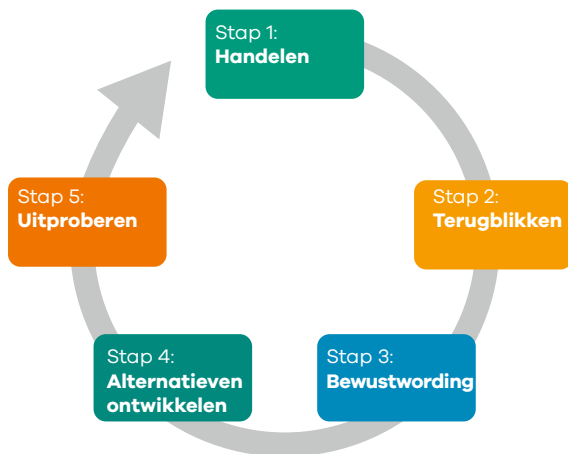 Stap 1:
Handelen
Stap 2:
Terugblikken
Stap 3:
Bewustwording
Stap 4:
Alternatieven
ontwikkelen
Stap 5:
Uitproberen